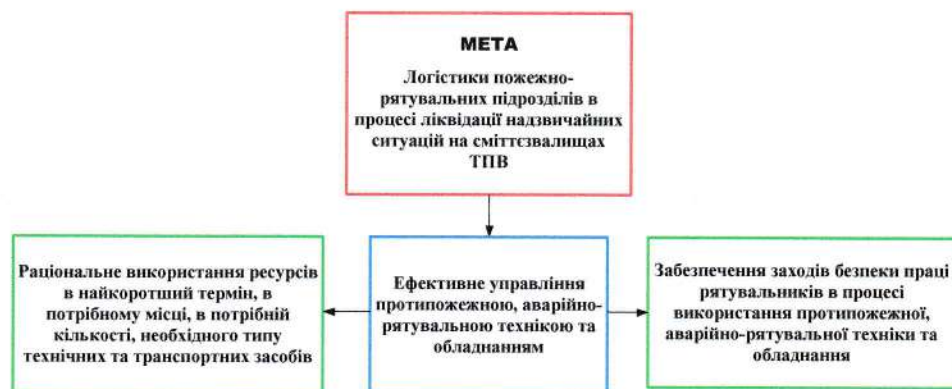 МЕТА
Логістики пожежно-
рятувальних підрозділів в
процесі ліквідації надзвичайних
ситуацій на сміттєзвалищах
ТПВ
Раціональне використання ресурсів
в найкоротший термін, в
потрібному місці, в потрібній
кількості, необхідного типу
технічних та транспортних засобів
Ефективне управління
протипожежною, аварійно-
рятувальною технікою та
обладнанням
Забезпечення заходів безпеки праці
рятувальників в процесі
використання протипожежної,
аварійно-рятувальної техніки та
обладнання